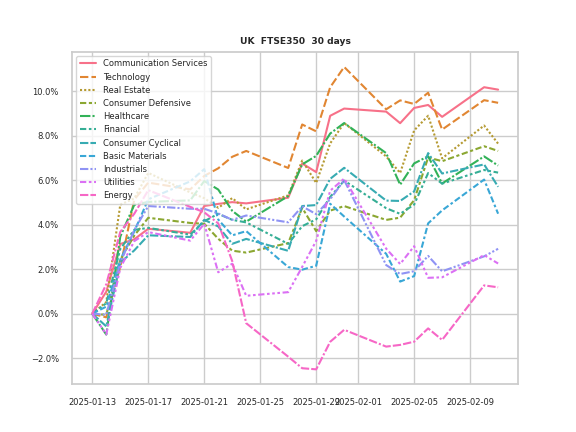 UK  FTSE350  30 days
Communication Services
Technology
Real Estate
Consumer Defensive
Healthcare
Financial
Consumer Cyclical
Basic Materials
Industrials
Utilities
Energy
10.0%
8.0%
6.0%
4.0%
2.0%
0.0%
−2.0%
2025-01-13 2025-01-17 2025-01-21 2025-01-25 2025-01-29 2025-02-01 2025-02-05 2025-02-09